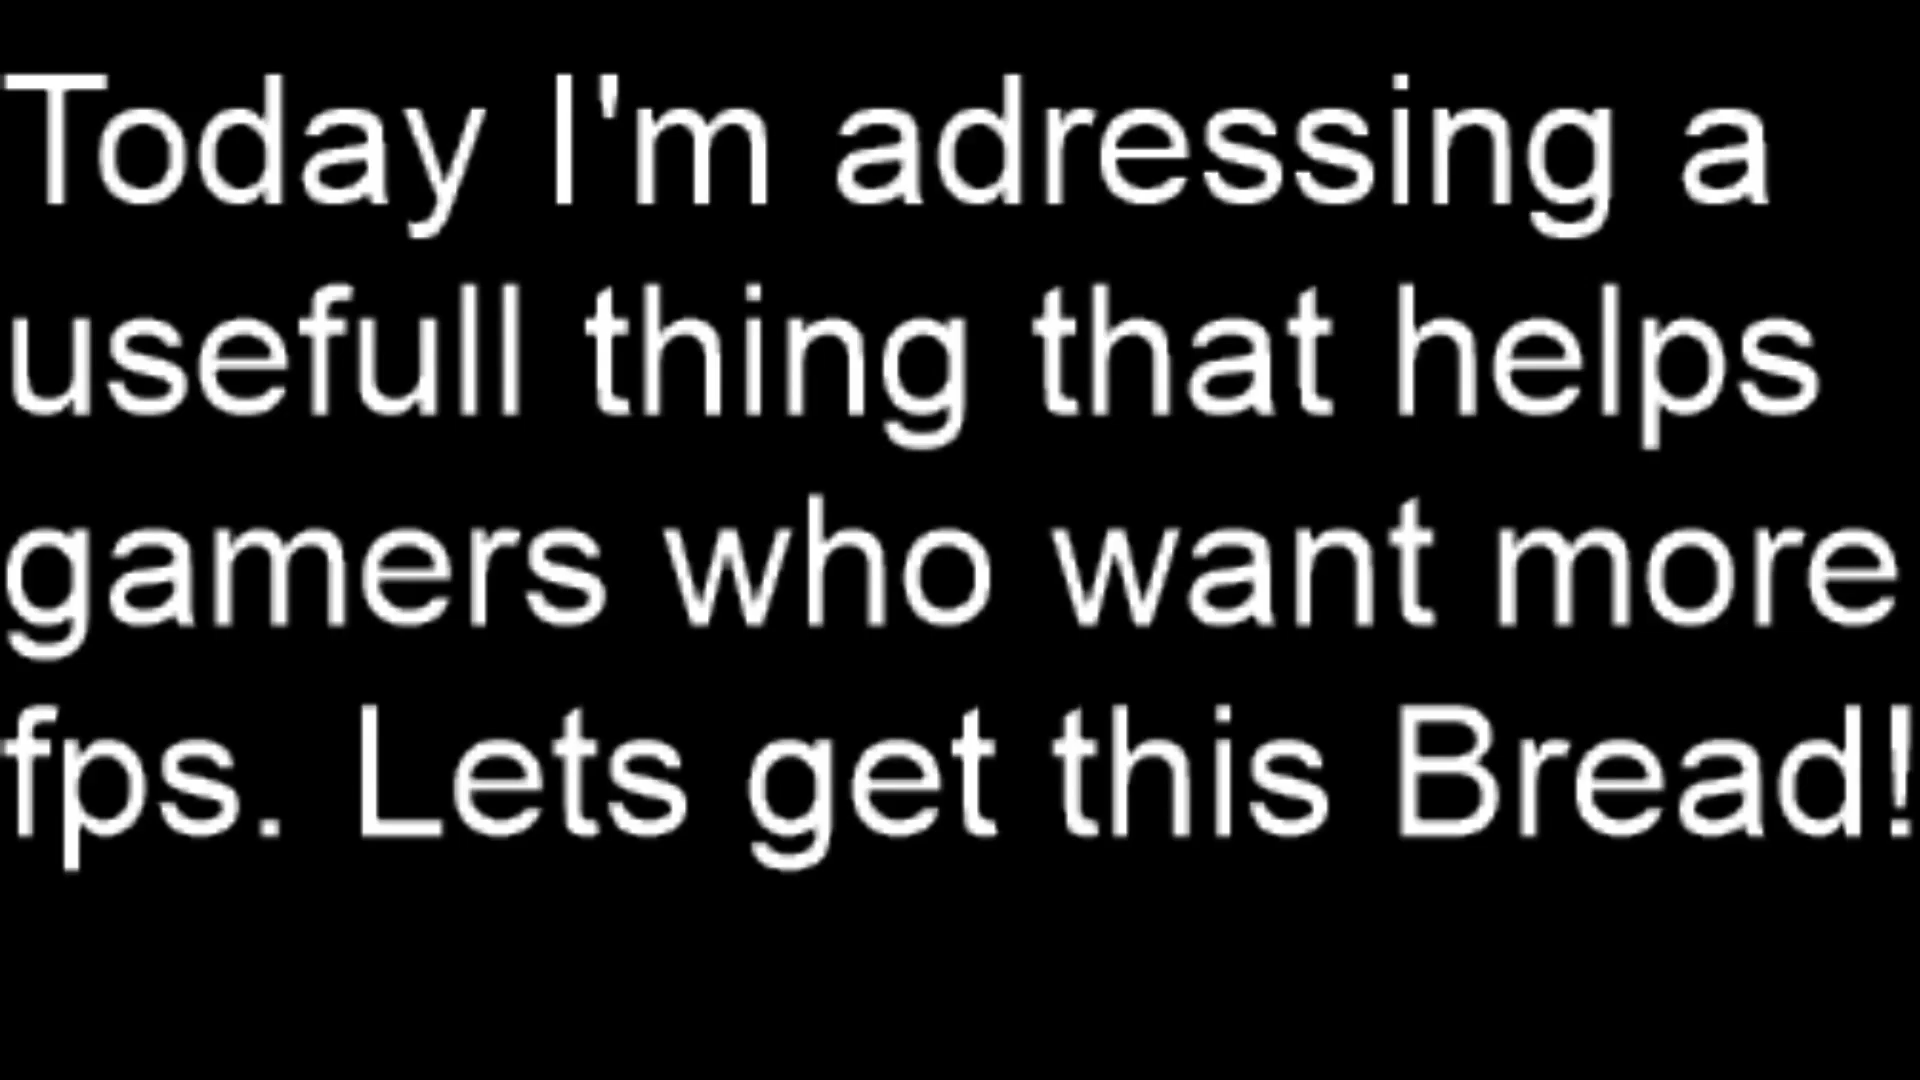 Today I'm adressing a
usefull thing that helps
gamers who want more
fps. Lets get this Bread!